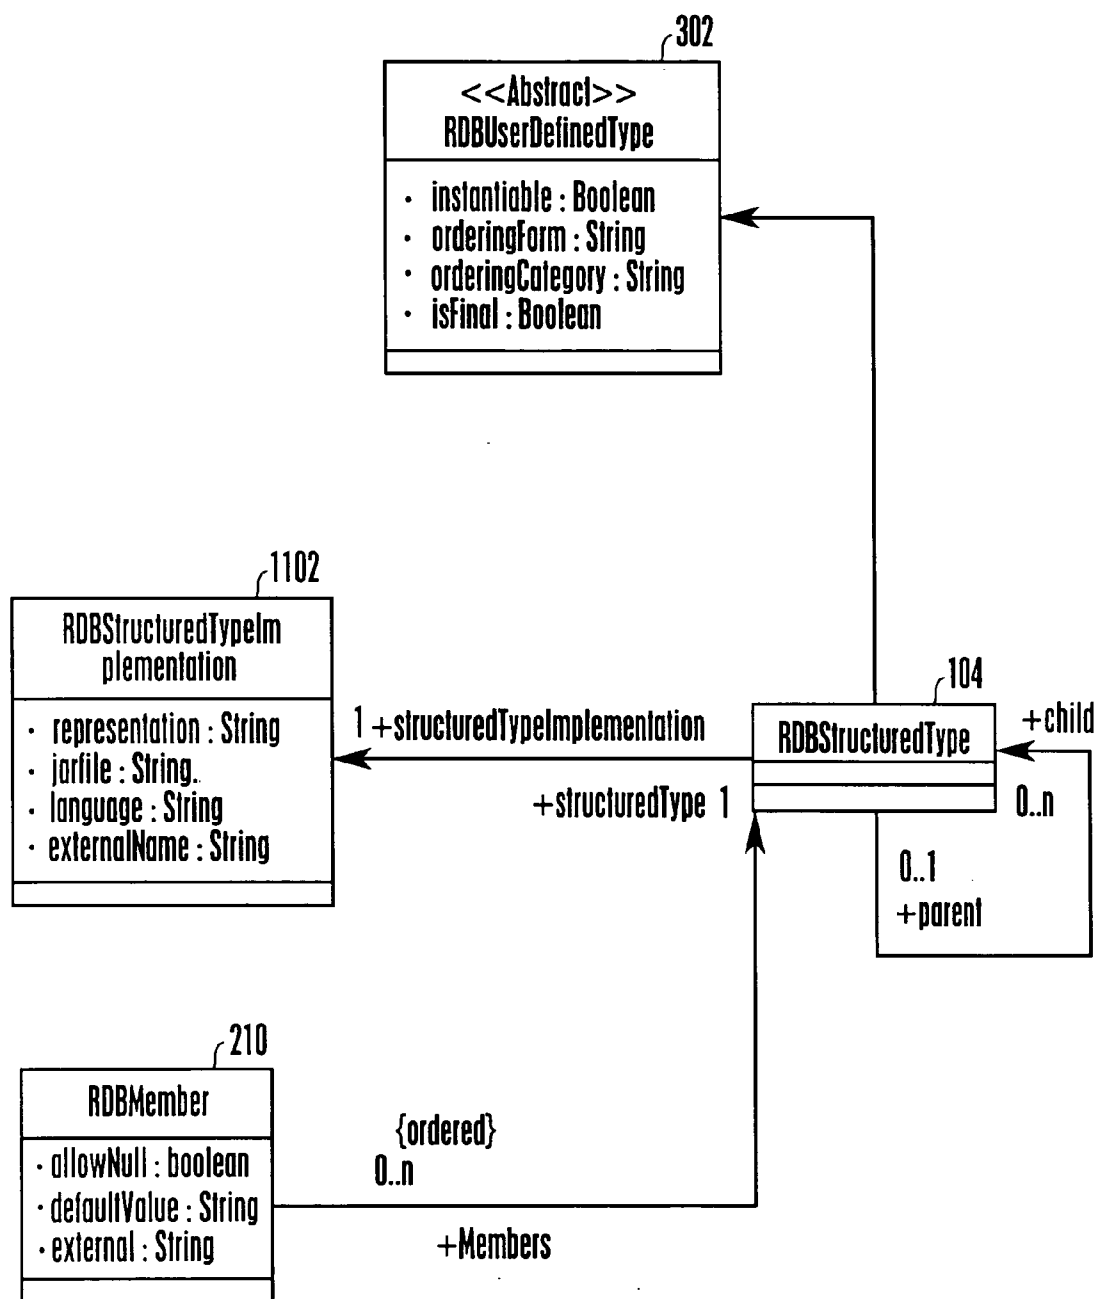 302
<<Abstract>>
RDBUserDefinedType
· instantiable : Boolean
· orderingForm : String
· orderingCategory : String
· isFinal : Boolean
1102
RDBStructuredTypeIm
plementation
· representation : String
· jarfile : String.
· language : String
· externalName : String
1 +structuredTypeImplementation
104
RDBStructuredType
+child
0..n
+structuredType 1
0..1
+parent
210
RDBMember
· allowNull : boolean
· defaultValue : String
· external : String
{ordered}
0..n
+Members